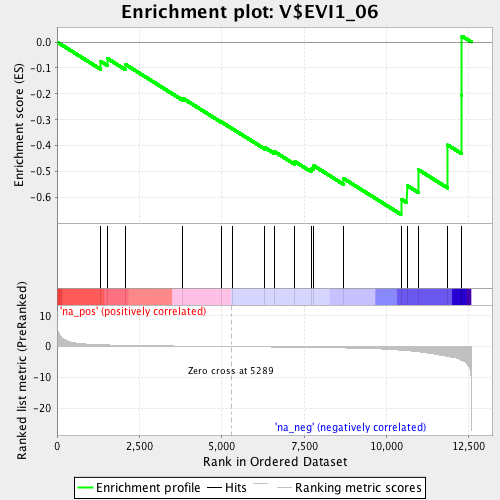 Enrichment plot: V$EVI1_06
Enrichment score (ES)
0.0
-0.1
-0.2
-0.3
-0.4
-0.5
-0.6
'na_pos' (positively correlated)
Ranked list metric (PreRanked)
10
0
-10
-20
Zero cross at 5289
'na_neg' (negatively correlated)
0
2,500
5,000
7,500
10,000
12,500
Rank in Ordered Dataset
Enrichment profile
Hits
Ranking metric scores